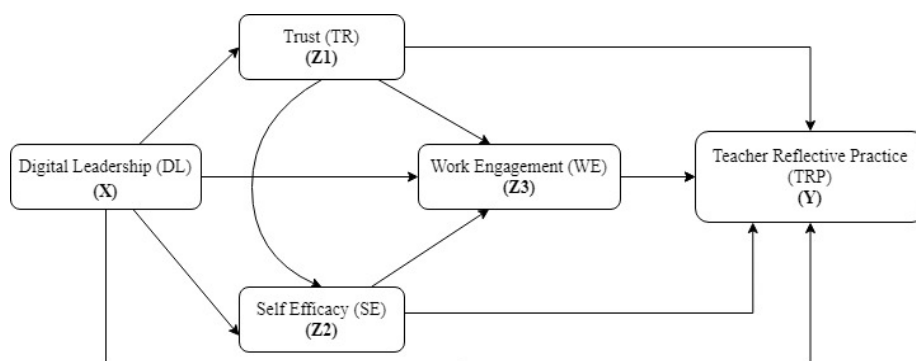 Trust (TR)
(Z1)
Digital Leadership (DL)
(X)
Work Engagement (WE)
(Z3)
Teacher Reflective Practice
(TRP)
(Y)
Self Efficacy (SE)
(Z2)